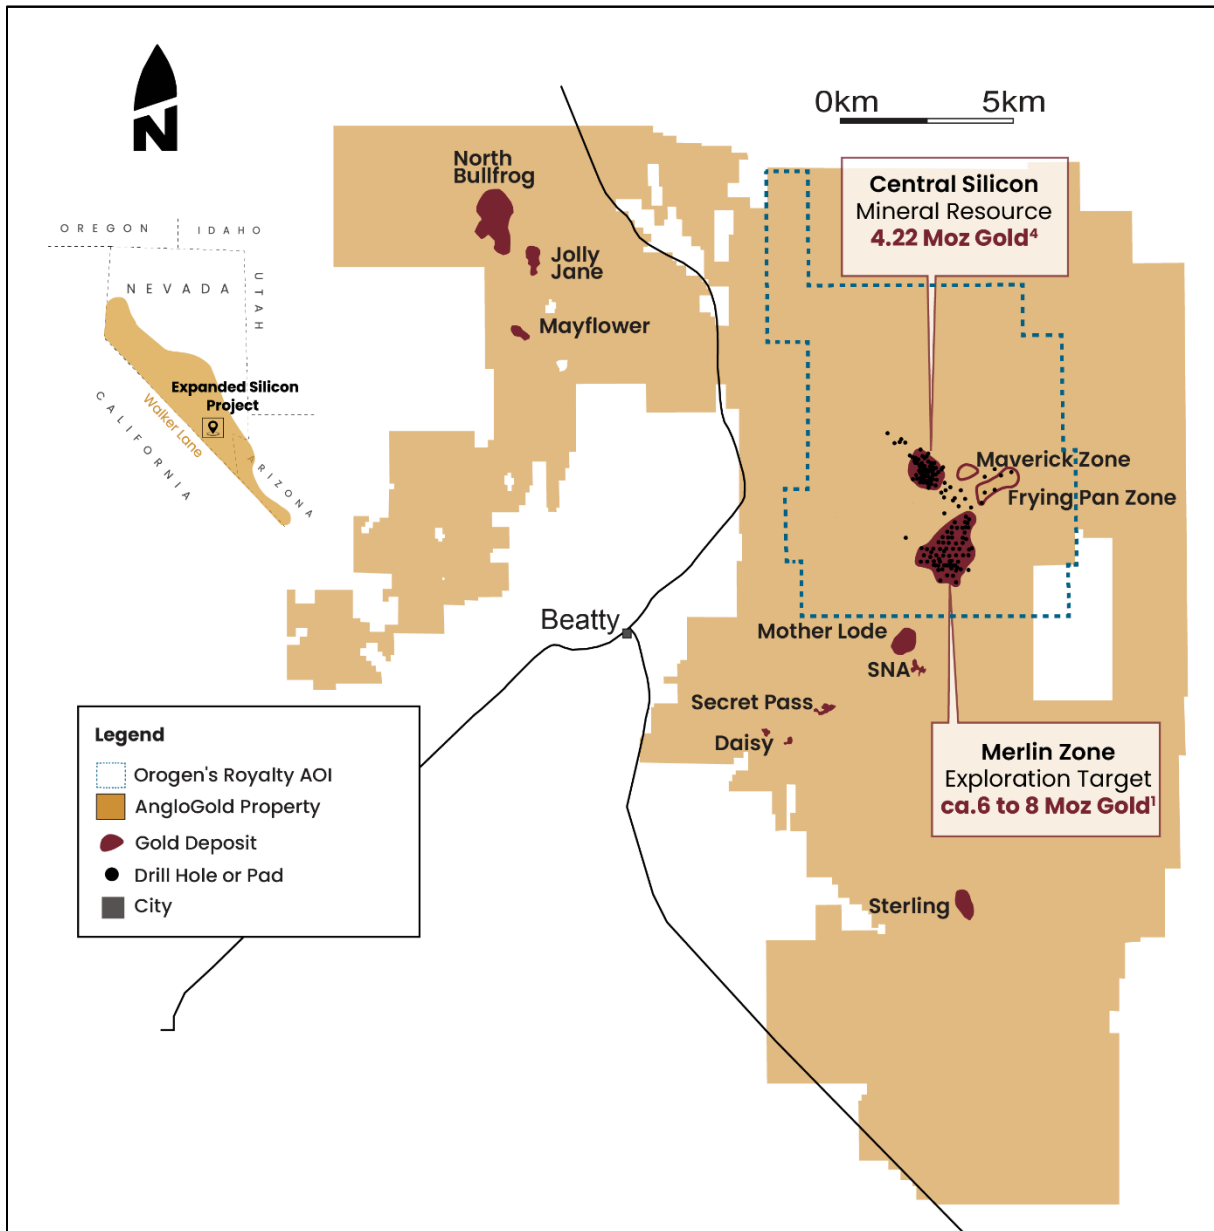 N
0km 5km
North
Bullfrog
Jolly
Jane
Mayflower
Central Silicon
Mineral Resource
4.22 Moz Gold⁴
OREGON
IDAHO
NEVADA
UTAH
Expanded Silicon
Project
Walker Lane
CALIFORNIA
ARIZONA
Maverick Zone
Frying Pan Zone
Beatty
Mother Lode
SNA
Secret Pass
Daisy
Merlin Zone
Exploration Target
ca.6 to 8 Moz Gold¹
Sterling
Legend
Orogen's Royalty AOI
AngloGold Property
Gold Deposit
Drill Hole or Pad
City